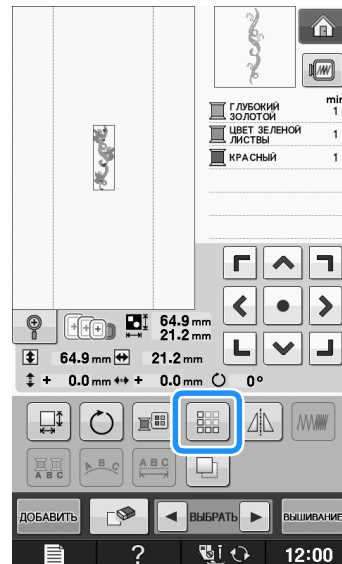 min
ГЛУБОКИЙ
ЗОЛОТОЙ
1
ЦВЕТ ЗЕЛЕНОЙ
ЛИСТВЫ
1
КРАСНЫЙ
1
64.9 mm
21.2 mm
64.9 mm 21.2 mm
+ 0.0 mm + 0.0 mm 0°
A B C
A B C
A B C
ДОБАВИТЬ
ВЫБРАТЬ
ВЫШИВАНИЕ
?
12:00